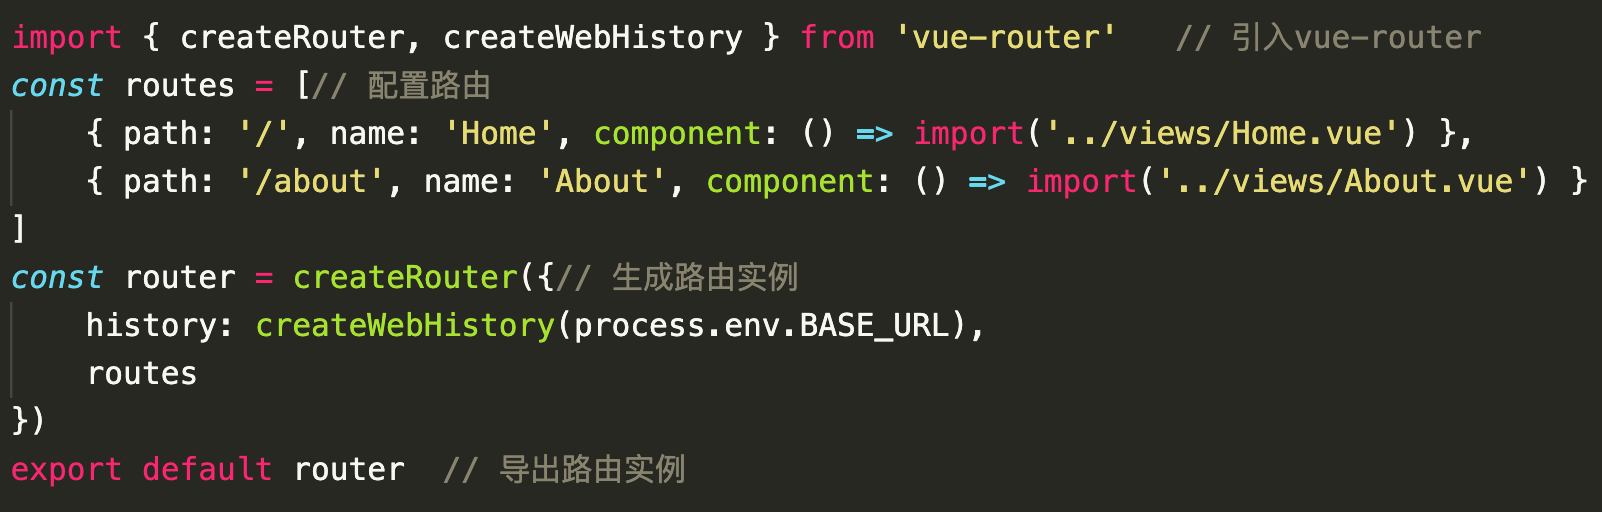 import { createRouter, createWebHistory } from 'vue-router'   // 引入vue-router
const routes = [// 配置路由
    { path: '/', name: 'Home', component: () => import('../views/Home.vue') },
    { path: '/about', name: 'About', component: () => import('../views/About.vue') }
]
const router = createRouter({// 生成路由实例
    history: createWebHistory(process.env.BASE_URL),
    routes
})
export default router  // 导出路由实例